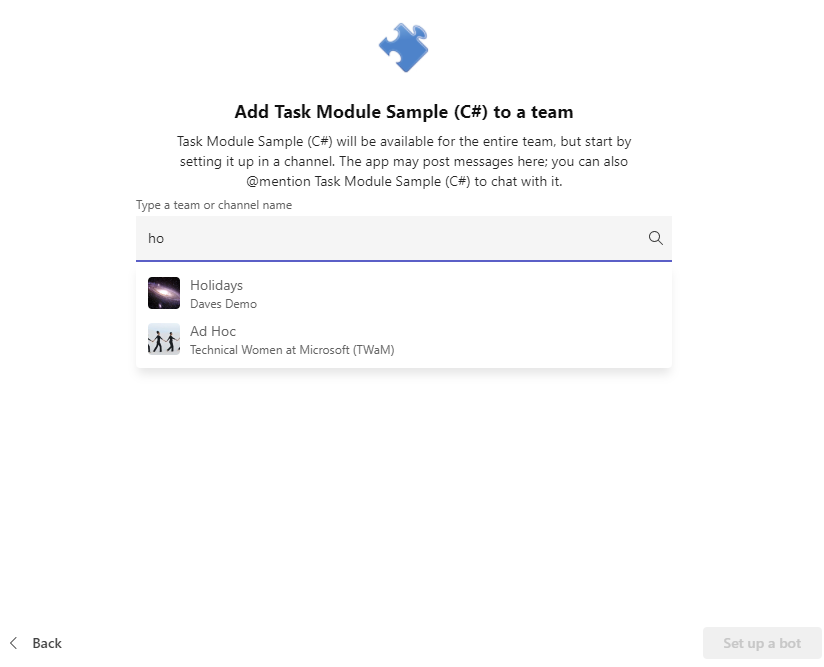 Add Task Module Sample (C#) to a team
Task Module Sample (C#) will be available for the entire team, but start by
setting it up in a channel. The app may post messages here; you can also
@mention Task Module Sample (C#) to chat with it.
Type a team or channel name
ho
Holidays
Daves Demo
Ad Hoc
Technical Women at Microsoft (TWaM)
Back
Set up a bot